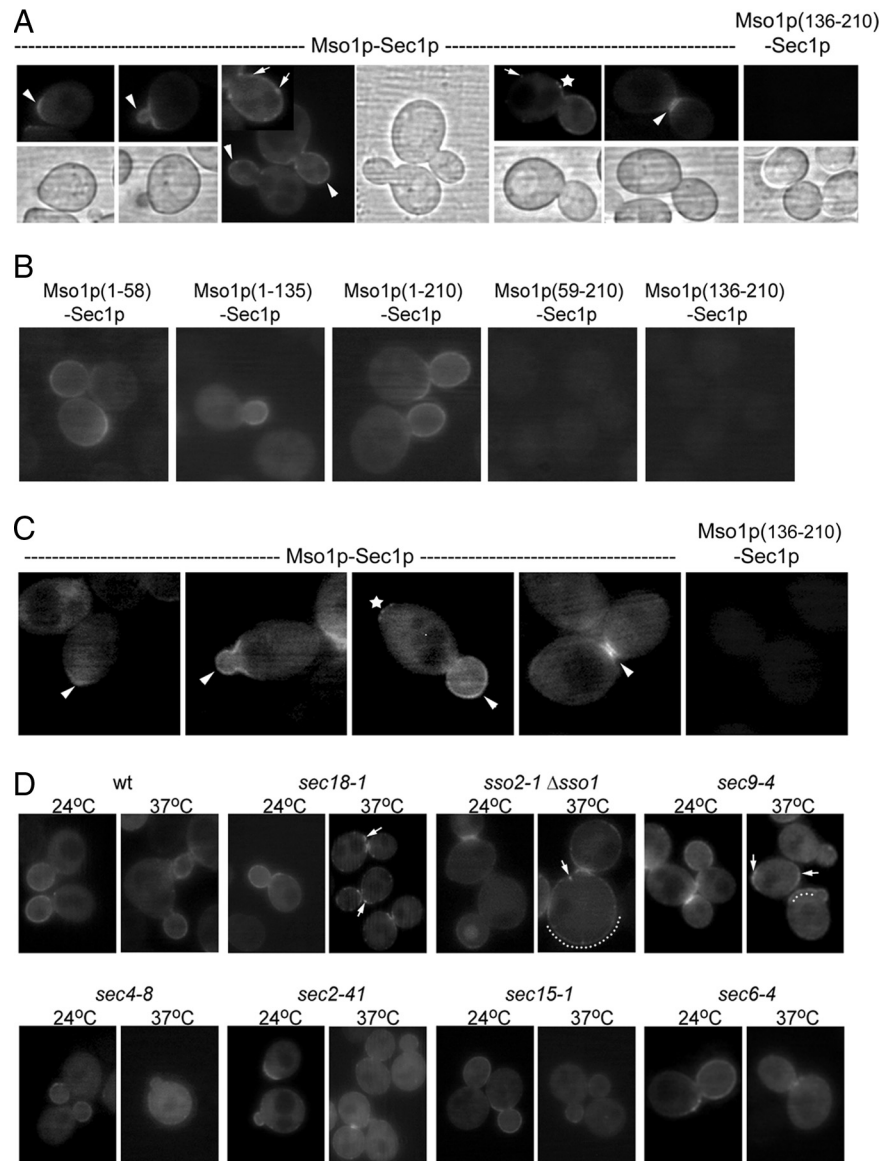 A
Mso1p-Sec1p
Mso1p(136-210)
-Sec1p
B
Mso1p(1-58)
-Sec1p
Mso1p(1-135)
-Sec1p
Mso1p(1-210)
-Sec1p
Mso1p(59-210)
-Sec1p
Mso1p(136-210)
-Sec1p
C
Mso1p-Sec1p
Mso1p(136-210)
-Sec1p
D
wt
24°C 37°C
sec18-1
24°C 37°C
sso2-1 Δsso1
24°C 37°C
sec9-4
24°C 37°C
sec4-8
24°C 37°C
sec2-41
24°C 37°C
sec15-1
24°C 37°C
sec6-4
24°C 37°C